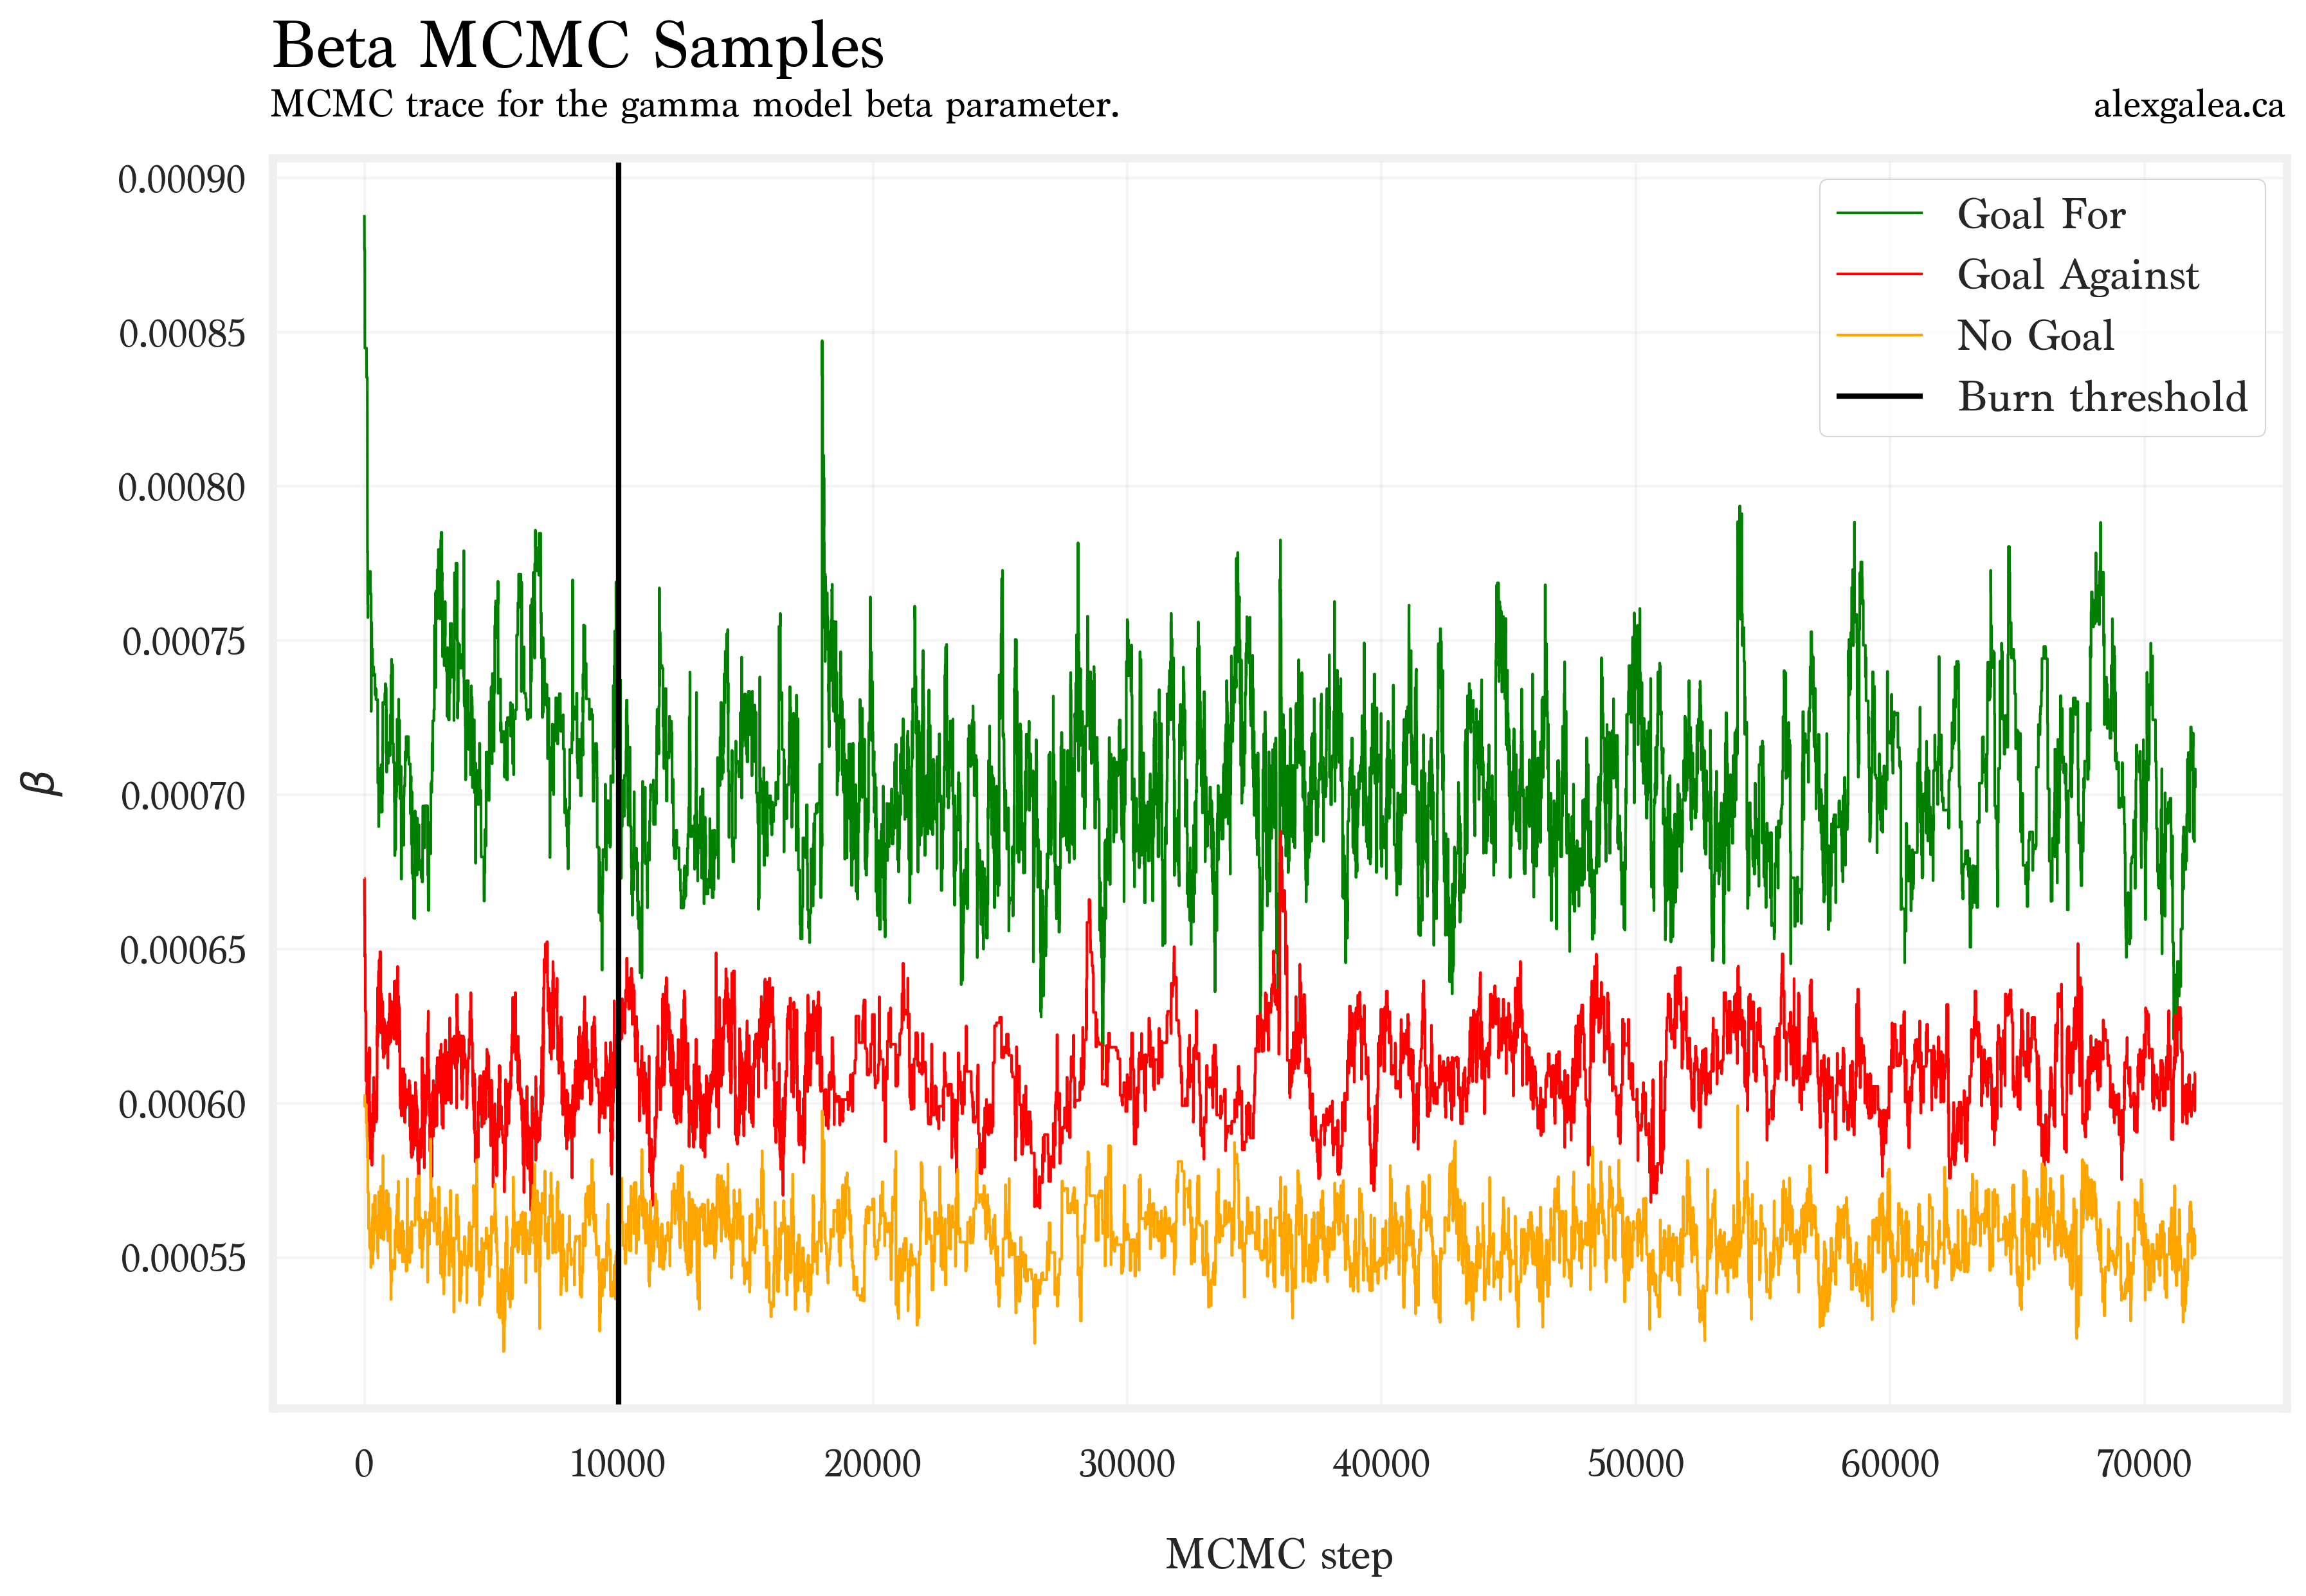 Beta MCMC Samples
MCMC trace for the gamma model beta parameter.
alexgalea.ca
0.00090
0.00085
0.00080
0.00075
0.00070
0.00065
0.00060
0.00055
β
Goal For
Goal Against
No Goal
Burn threshold
0 10000 20000 30000 40000 50000 60000 70000
MCMC step